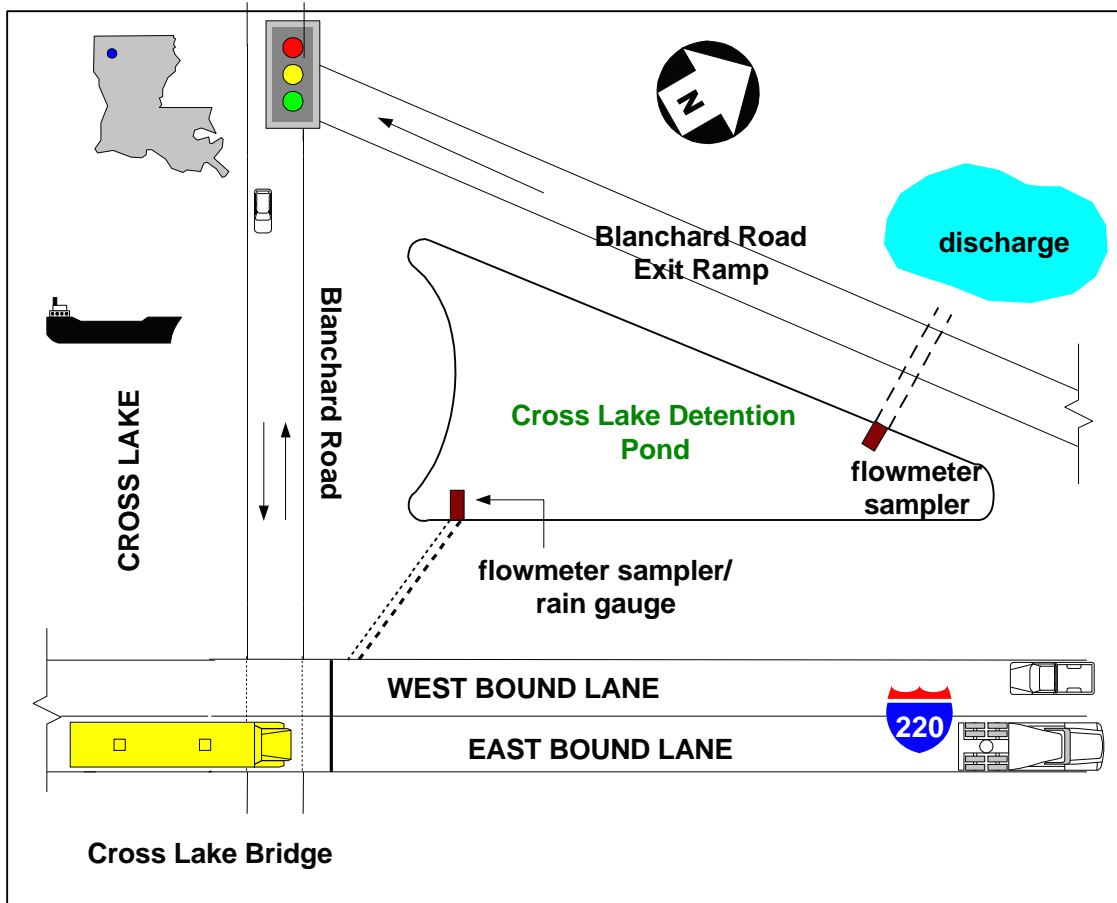 N
Blanchard Road
Exit Ramp
discharge
Blanchard Road
CROSS LAKE
Cross Lake Detention
Pond
flowmeter
sampler
flowmeter sampler/
rain gauge
WEST BOUND LANE
220
EAST BOUND LANE
Cross Lake Bridge